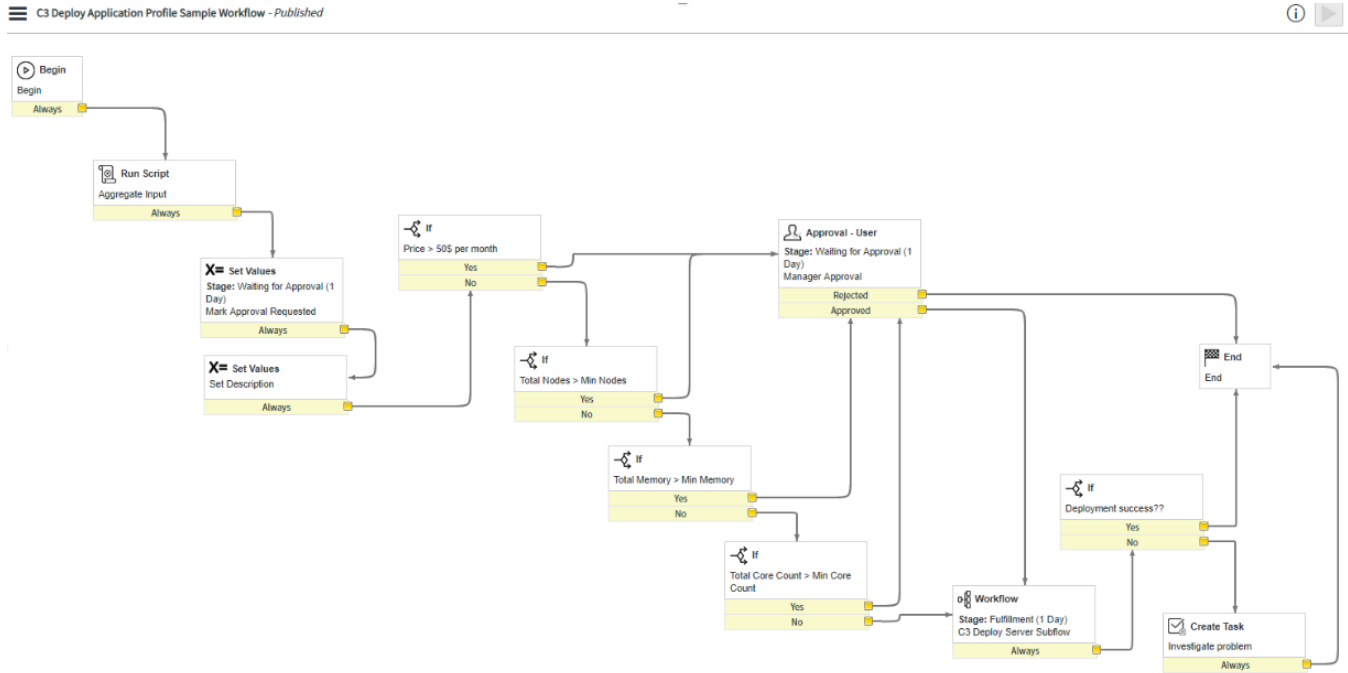 C3 Deploy Application Profile Sample Workflow - Published
Begin
Begin
Always
Run Script
Aggregate Input
Always
X= Set Values
Stage: Waiting for Approval (1
Day)
Mark Approval Requested
Always
X= Set Values
Set Description
Always
If
Price > 50$ per month
Yes
No
If
Total Nodes > Min Nodes
Yes
No
If
Total Memory > Min Memory
Yes
No
If
Total Core Count > Min Core
Count
Yes
No
Approval - User
Stage: Waiting for Approval (1
Day)
Manager Approval
Rejected
Approved
Workflow
Stage: Fulfillment (1 Day)
C3 Deploy Server Subflow
Always
If
Deployment success??
Yes
No
Create Task
Investigate problem
Always
End
End